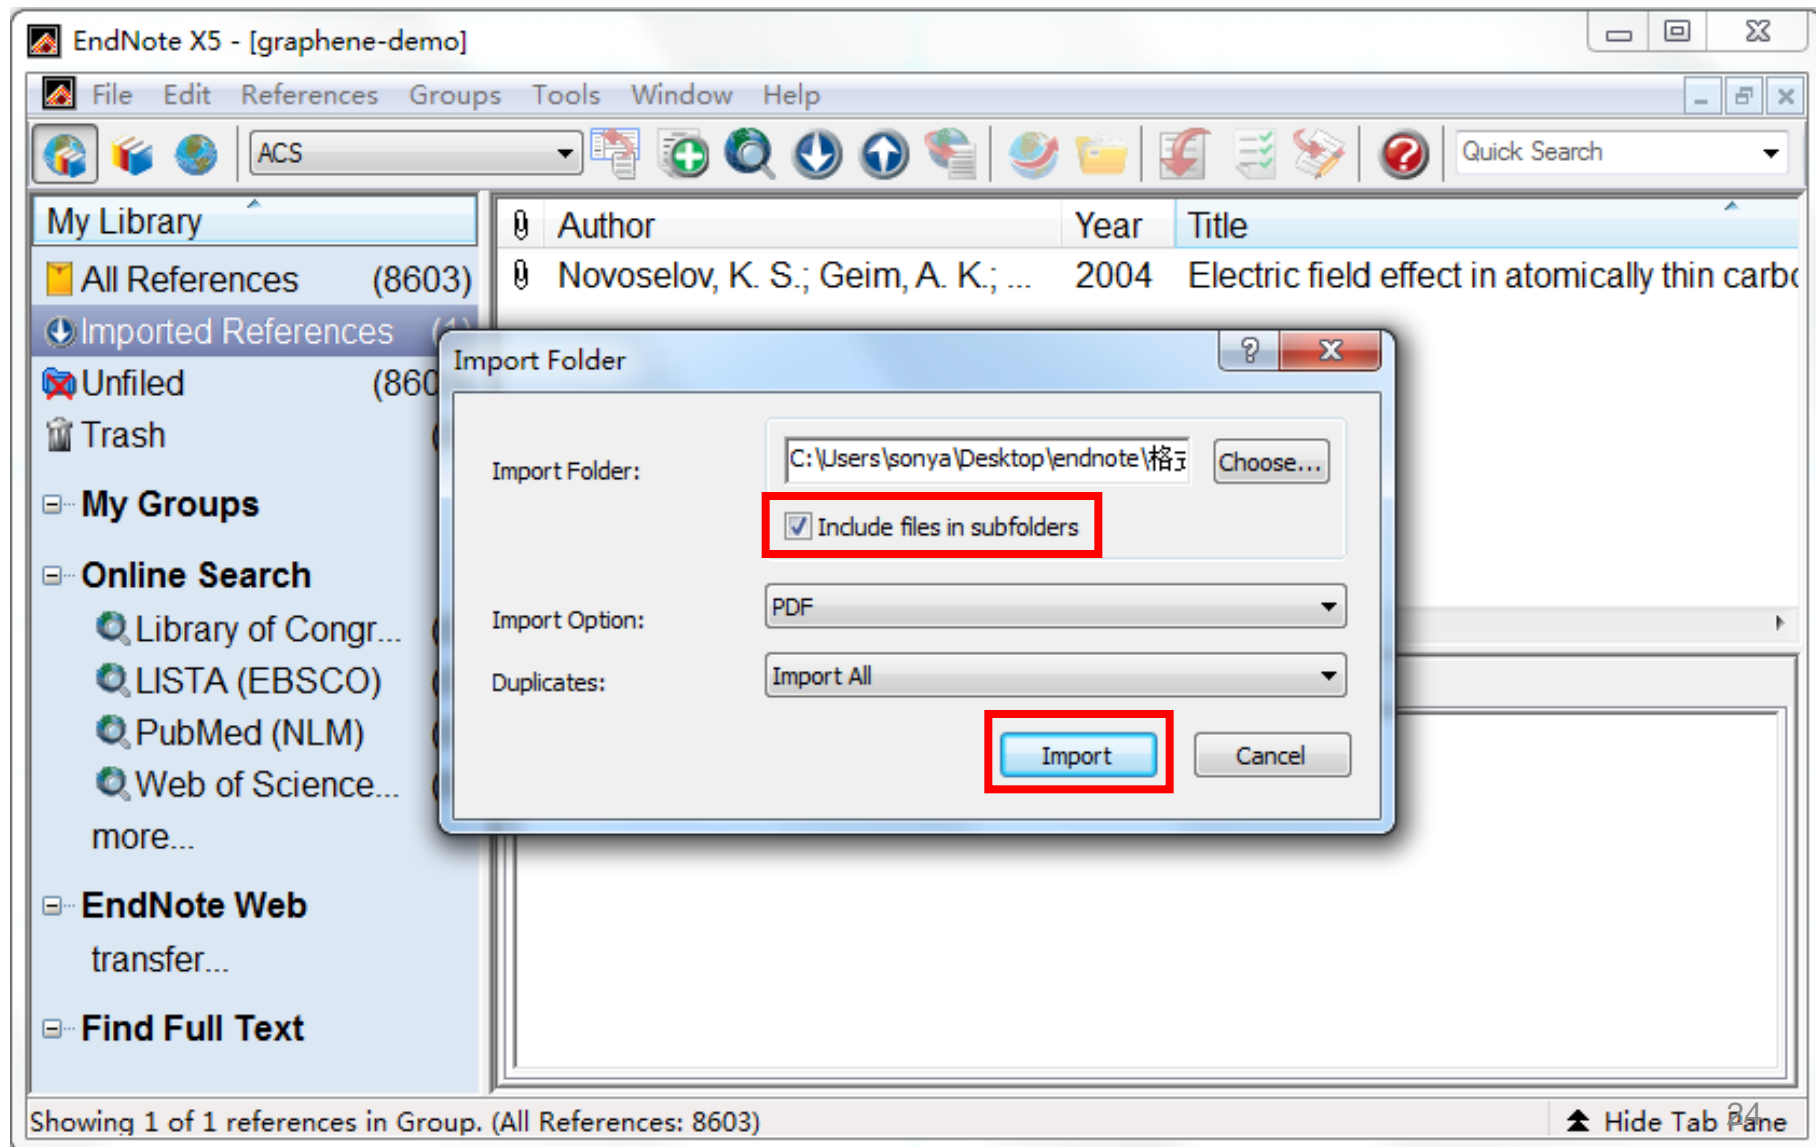 EndNote X5 - [graphene-demo]
File Edit References Groups Tools Window Help
ACS
Quick Search
My Library
Author Year Title
All References (8603)
Novoselov, K. S.; Geim, A. K.; ... 2004 Electric field effect in atomically thin carbo
Imported References (1)
Unfiled (860
Trash
My Groups
Online Search
Library of Congr...
LISTA (EBSCO)
PubMed (NLM)
Web of Science...
more...
EndNote Web
transfer...
Find Full Text
Import Folder
Import Folder:
C:\Users\sonya\Desktop\endnote\格
Choose...
Include files in subfolders
Import Option:
PDF
Duplicates:
Import All
Import
Cancel
Showing 1 of 1 references in Group. (All References: 8603)
Hide Tab Pane
34